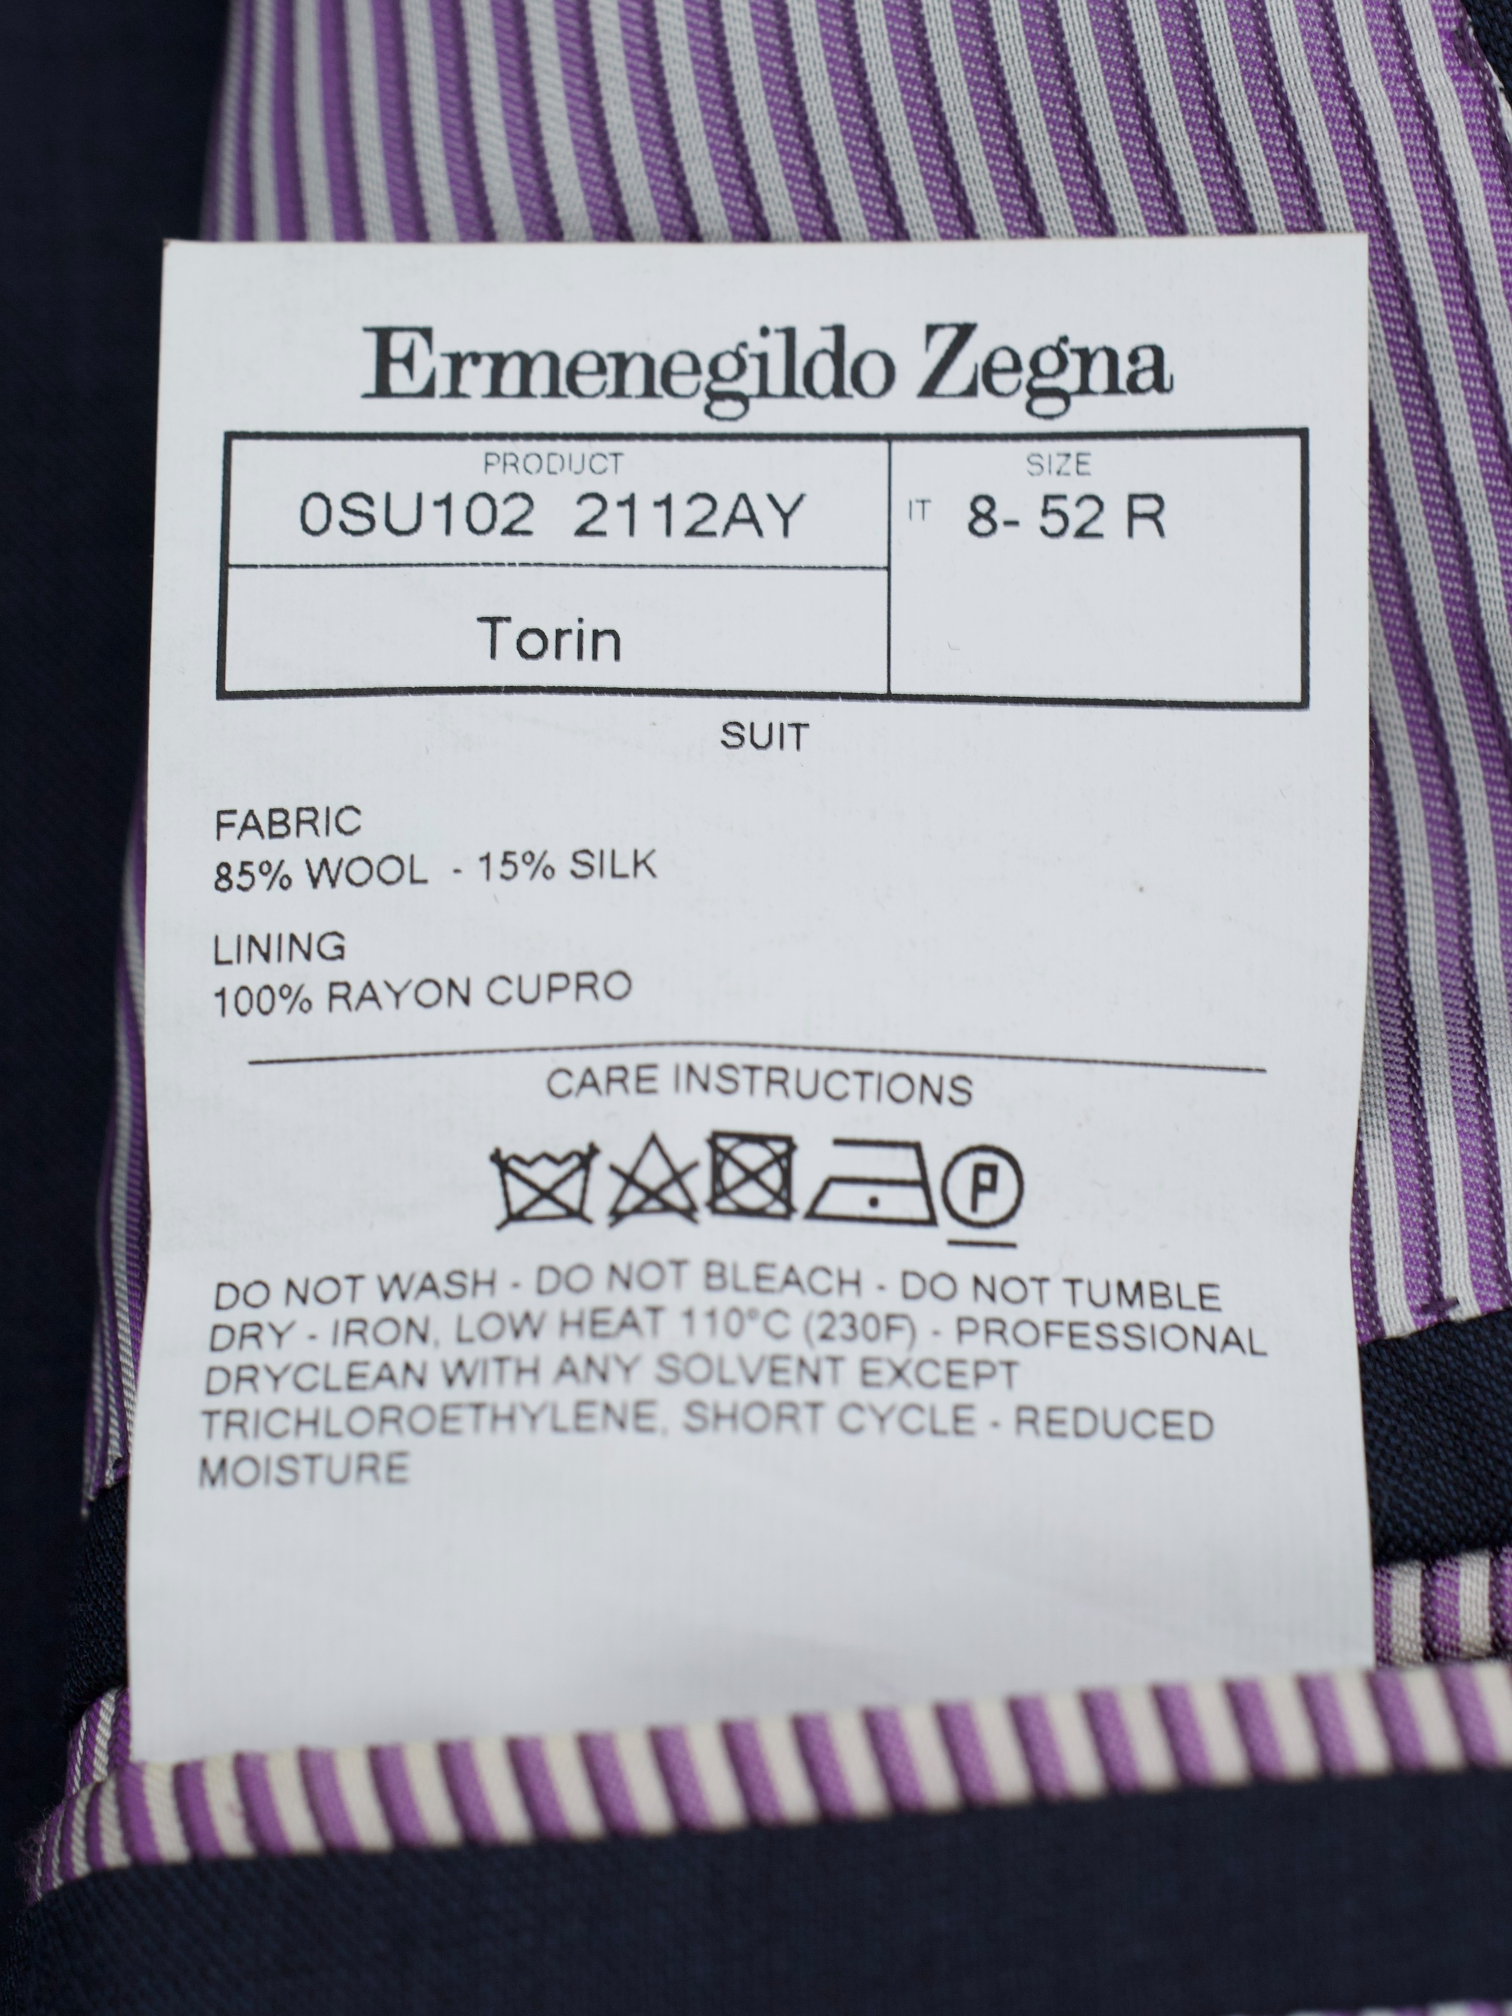 Ermenegildo Zegna
PRODUCT
0SU102 2112AY
SIZE
IT 8- 52 R
Torin
SUIT
FABRIC
85% WOOL - 15% SILK
LINING
100% RAYON CUPRO
CARE INSTRUCTIONS
P
DO NOT WASH - DO NOT BLEACH - DO NOT TUMBLE
DRY - IRON, LOW HEAT 110°C (230F) - PROFESSIONAL
DRYCLEAN WITH ANY SOLVENT EXCEPT
TRICHLOROETHYLENE, SHORT CYCLE - REDUCED
MOISTURE